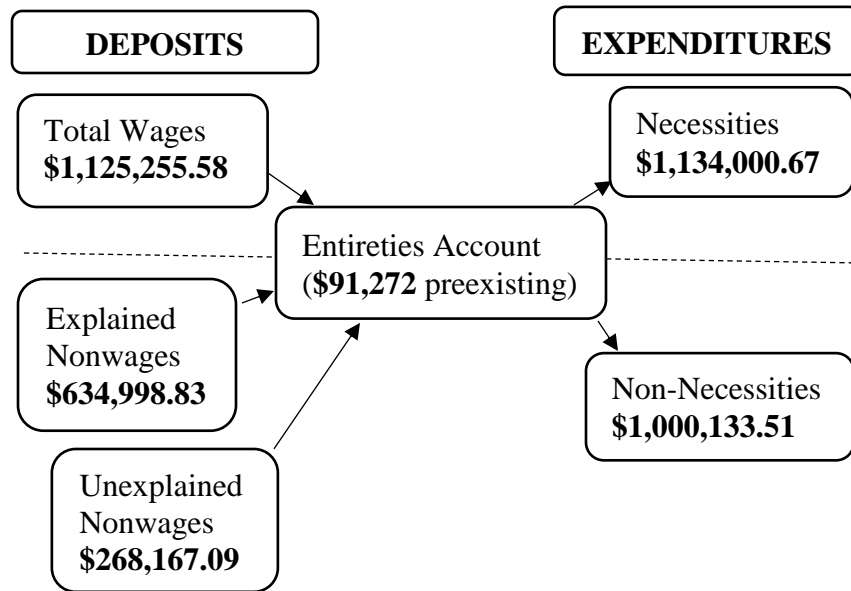 DEPOSITS
EXPENDITURES
Total Wages
$1,125,255.58
Necessities
$1,134,000.67
Entireties Account
($91,272 preexisting)
Explained
Nonwages
$634,998.83
Non-Necessities
$1,000,133.51
Unexplained
Nonwages
$268,167.09